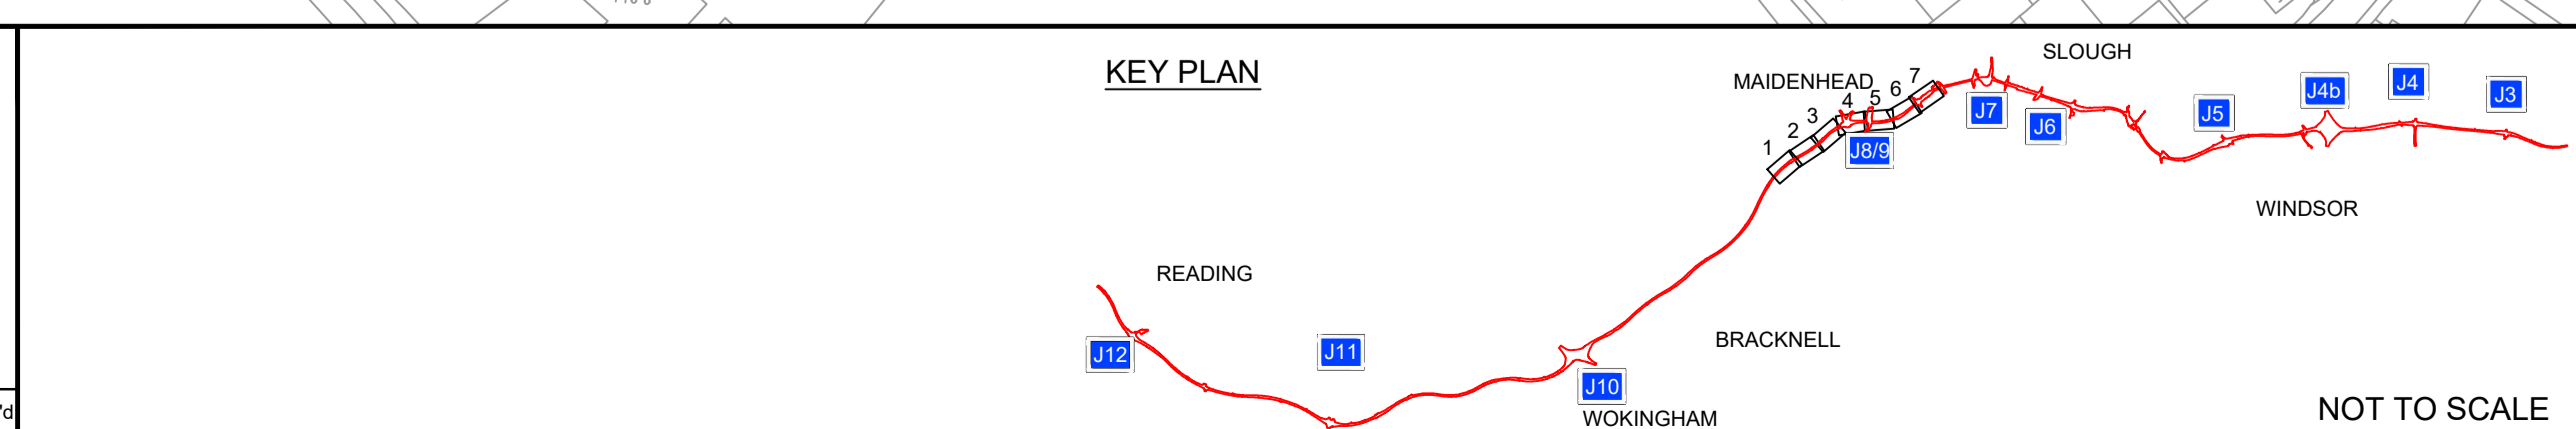 KEY PLAN
SLOUGH
MAIDENHEAD
7
6
5
4
3
2
1
J7
J6
J5
J4b
J4
J3
J8/9
WINDSOR
READING
BRACKNELL
J12
J11
J10
WOKINGHAM
NOT TO SCALE
'd